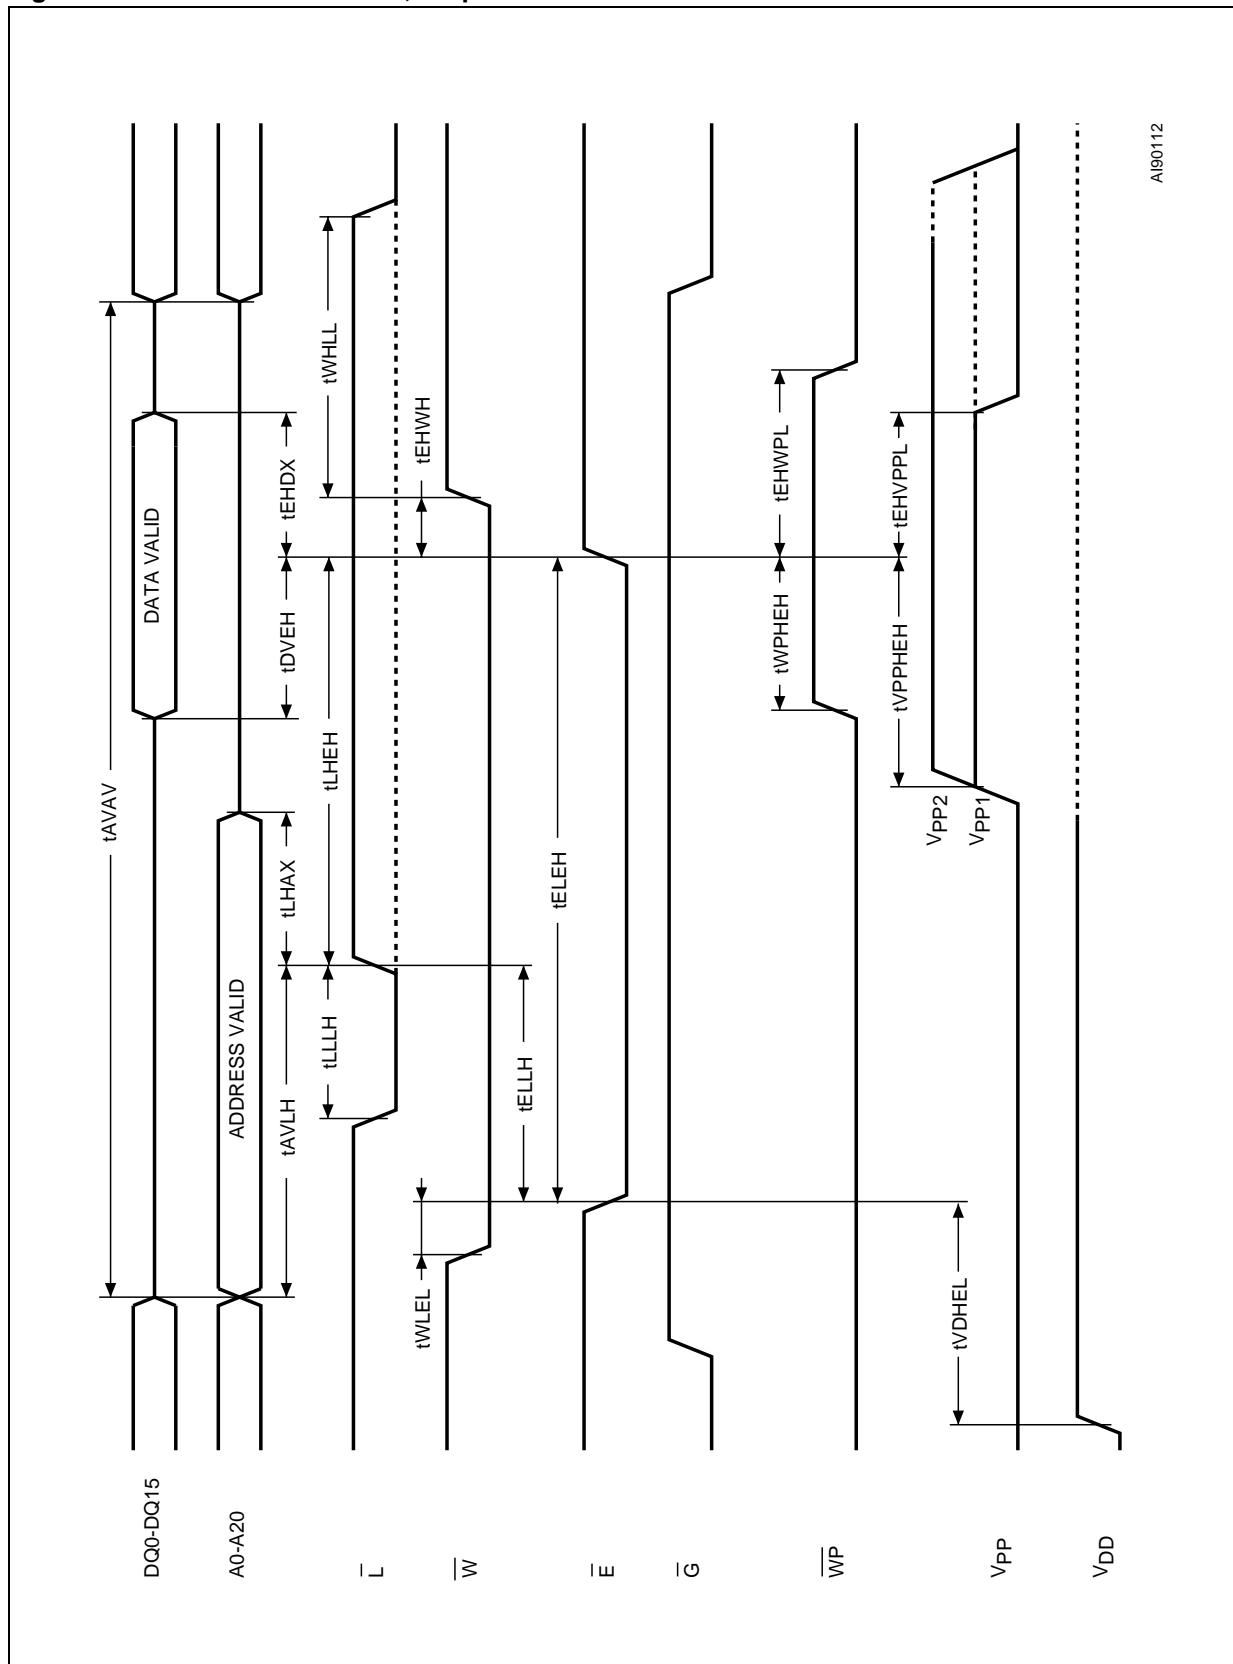 DQ0-DQ15
DATA VALID
tAVAV
A0-A20
ADDRESS VALID
tAVLH
tLHAX
tDVEH
tEHDX
L
tLLLH
tLHEH
tWHLL
W
tWLEL
tEHWH
tELLH
tELEH
E
G
tWPHEH
tEHWPL
WP
tVPPHEH
tEHVPPL
VPP2
VPP1
VPP
tVDHEL
VDD
AI90112